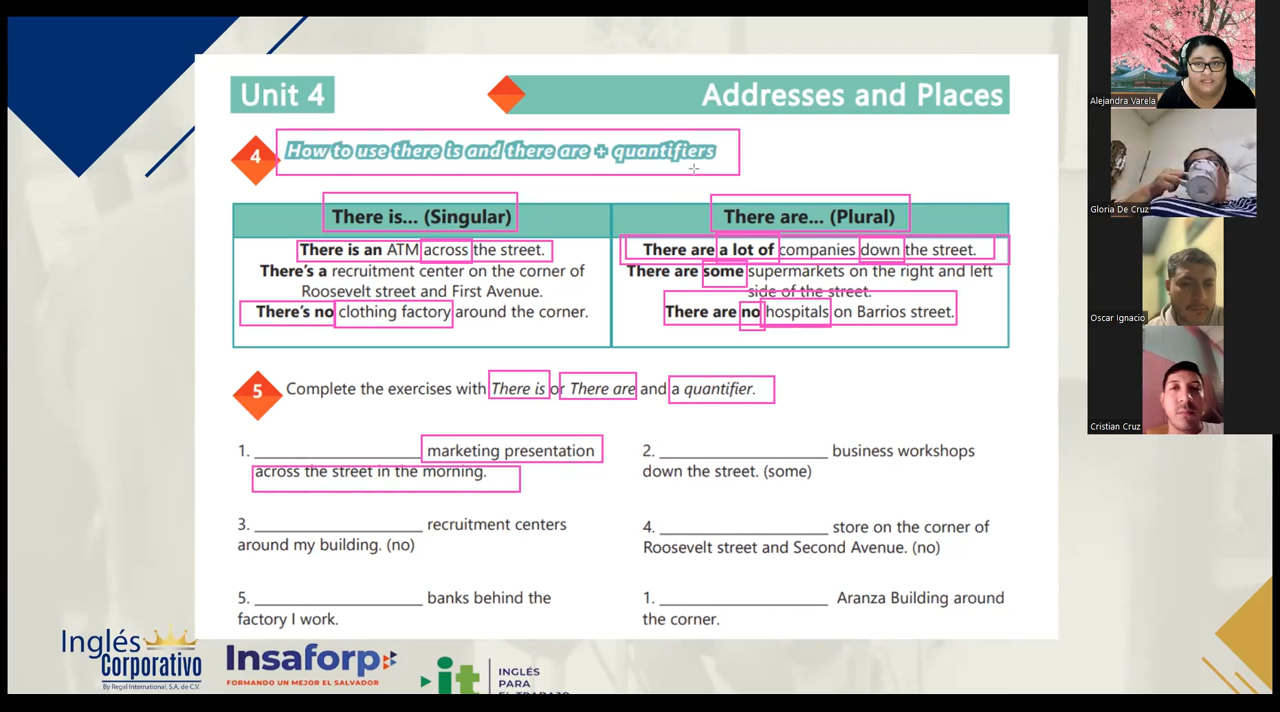 Unit 4
Addresses and Places
4
How to use there is and there are + quantifiers
There is... (Singular)
There are... (Plural)
There is an ATM across the street.
There's a recruitment center on the corner of
Roosevelt street and First Avenue.
There's no clothing factory around the corner.
There are a lot of companies down the street.
There are some supermarkets on the right and left
side of the street.
There are no hospitals on Barrios street.
5
Complete the exercises with There is or There are and a quantifier.
1. ____________________ marketing presentation
across the street in the morning.
2. ____________________ business workshops
down the street. (some)
3. ____________________ recruitment centers
around my building. (no)
4. ____________________ store on the corner of
Roosevelt street and Second Avenue. (no)
5. ____________________ banks behind the
factory I work.
1. ____________________ Aranza Building around
the corner.
Inglés
Corporativo
By Regal International, S.A. de C.V.
Insaforp
FORMANDO UN MEJOR EL SALVADOR
it
INGLÉS
PARA
EL TRABAJO
Alejandra Varela
Gloria De Cruz
Oscar Ignacio
Cristian Cruz